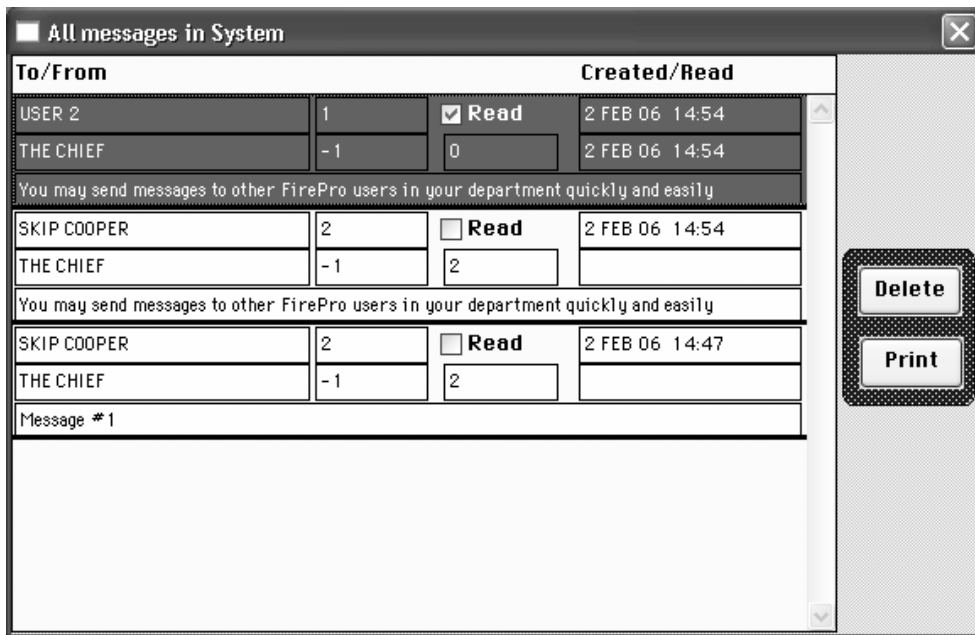 All messages in System
To/From Created/Read
USER 2 1 Read 2 FEB 06 14:54
THE CHIEF -1 0 2 FEB 06 14:54
You may send messages to other FirePro users in your department quickly and easily
SKIP COOPER 2 Read 2 FEB 06 14:54
THE CHIEF -1 2
You may send messages to other FirePro users in your department quickly and easily
SKIP COOPER 2 Read 2 FEB 06 14:47
THE CHIEF -1 2
Message #1
Delete
Print